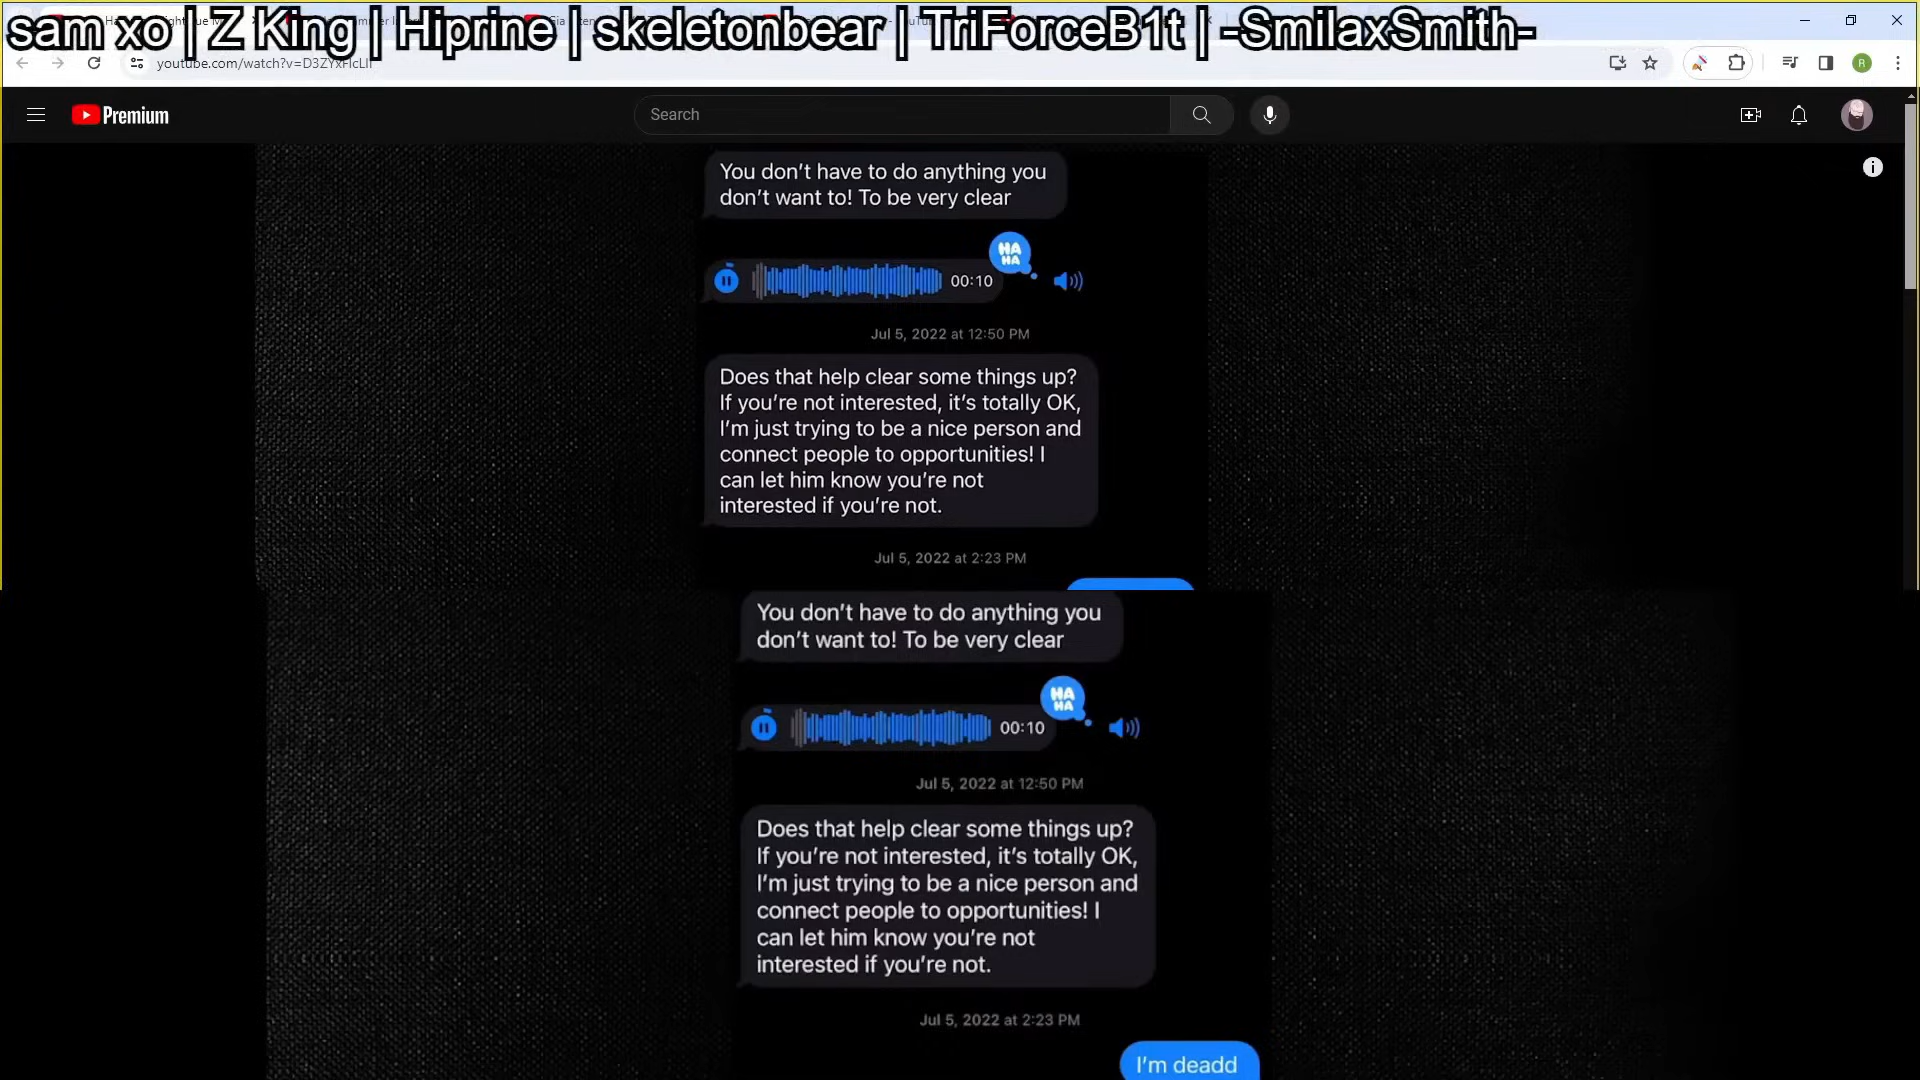 sam xo | Z King | Hiprine | skeletonbear | TriForceB1t | -SmilaxSmith-
Premium
Search
R
You don't have to do anything you
don't want to! To be very clear
HA
HA
00:10
Jul 5, 2022 at 12:50 PM
Does that help clear some things up?
If you're not interested, it's totally OK,
I'm just trying to be a nice person and
connect people to opportunities! I
can let him know you're not
interested if you're not.
Jul 5, 2022 at 2:23 PM
You don't have to do anything you
don't want to! To be very clear
HA
HA
00:10
Jul 5, 2022 at 12:50 PM
Does that help clear some things up?
If you're not interested, it's totally OK,
I'm just trying to be a nice person and
connect people to opportunities! I
can let him know you're not
interested if you're not.
Jul 5, 2022 at 2:23 PM
I'm deadd